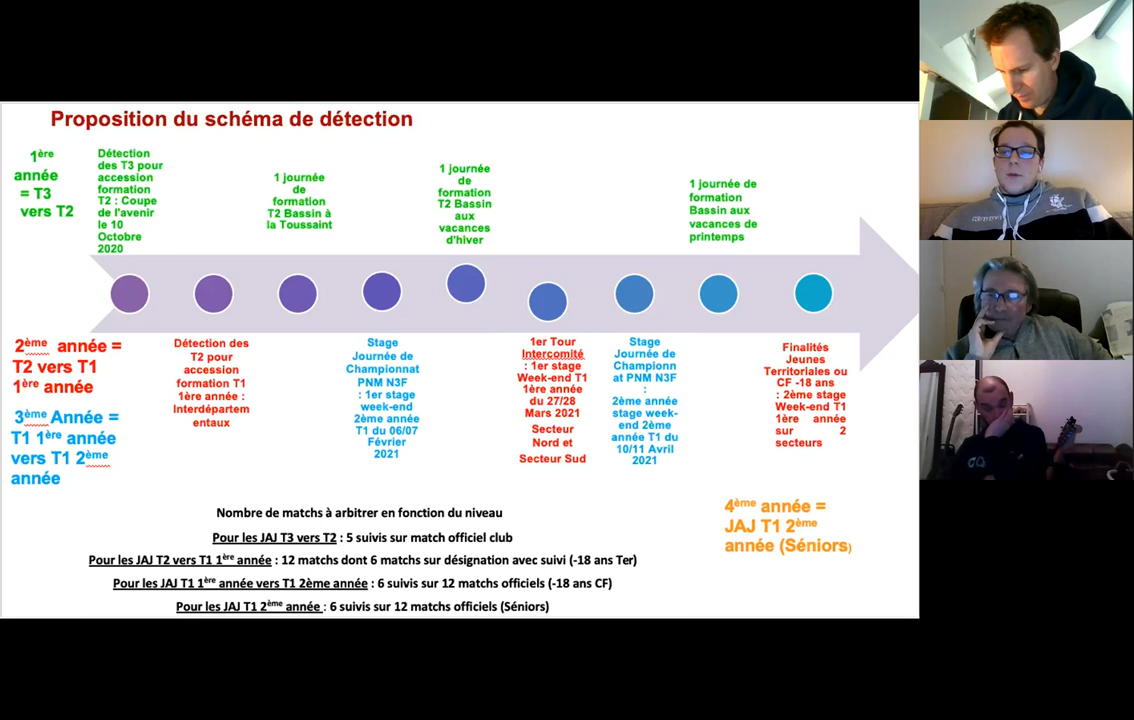 Proposition du schéma de détection
1ère
année
= T3
vers T2
Détection
des T3 pour
accession
formation
T2 : Coupe
de l'avenir
le 10
Octobre
2020
1 journée
de
formation
T2 Bassin à
la Toussaint
1 journée
de
formation
T2 Bassin
aux
vacances
d'hiver
1 journée de
formation
Bassin aux
vacances de
printemps
2ème année =
T2 vers T1
1ère année
3ème Année =
T1 1ère année
vers T1 2ème
année
Détection des
T2 pour
accession
formation T1
1ère année :
Interdépartem
entaux
Stage
Journée de
Championnat
PNM N3F
: 1er stage
week-end
2ème année
T1 du 06/07
Février
2021
1er Tour
Intercomité
: 1er stage
Week-end T1
1ère année
du 27/28
Mars 2021
Secteur
Nord et
Secteur Sud
Stage
Journée de
Championn
at PNM N3F
:
2ème année
stage week-
end 2ème
année T1 du
10/11 Avril
2021
Finalités
Jeunes
Territoriales ou
CF -18 ans
: 2ème stage
Week-end T1
1ère année
sur 2
secteurs
4ème année =
JAJ T1 2ème
année (Séniors)
Nombre de matchs à arbitrer en fonction du niveau
Pour les JAJ T3 vers T2 : 5 suivis sur match officiel club
Pour les JAJ T2 vers T1 1ère année : 12 matchs dont 6 matchs sur désignation avec suivi (-18 ans Ter)
Pour les JAJ T1 1ère année vers T1 2ème année : 6 suivis sur 12 matchs officiels (-18 ans CF)
Pour les JAJ T1 2ème année : 6 suivis sur 12 matchs officiels (Séniors)